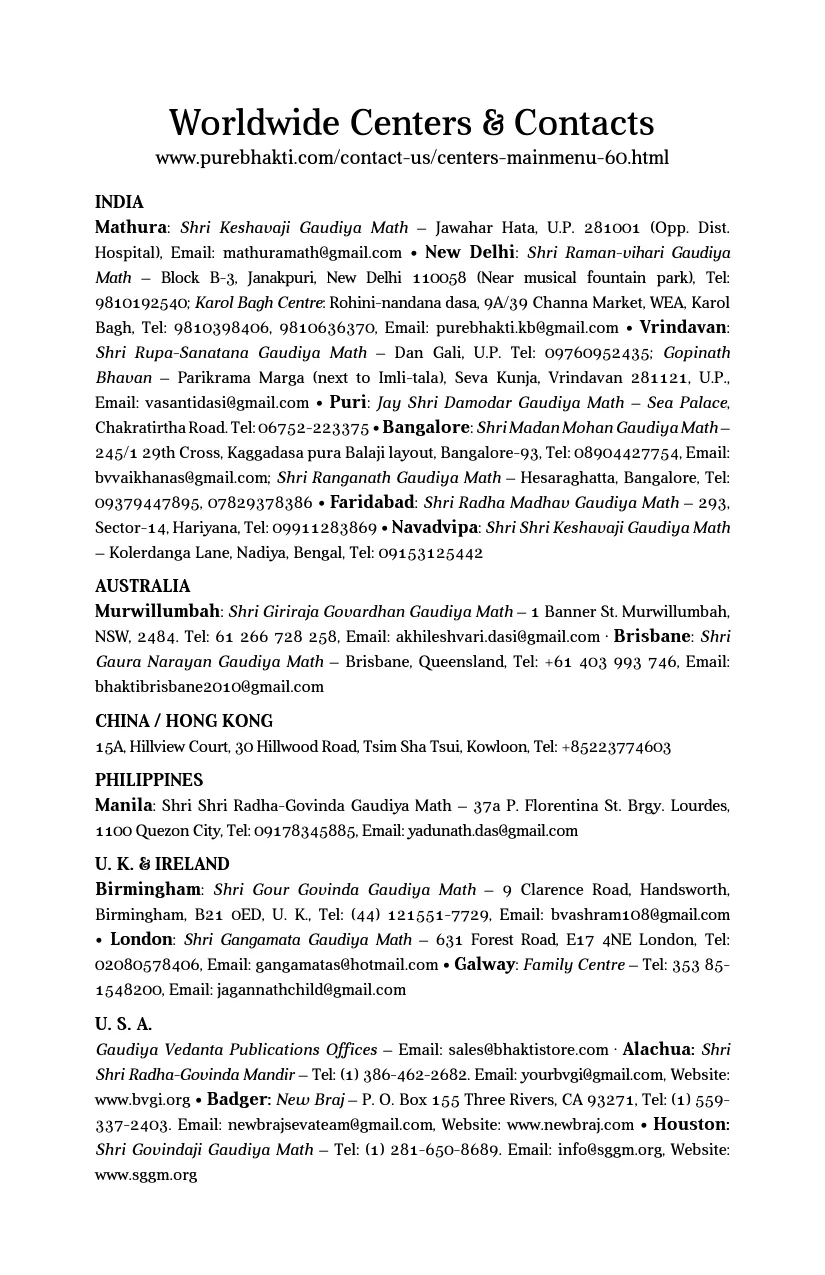 Worldwide Centers & Contacts
www.purebhakti.com/contact-us/centers-mainmenu-60.html
INDIA
Mathura: Shri Keshavaji Gaudiya Math – Jawahar Hata, U.P. 281001 (Opp. Dist.
Hospital), Email: mathuramath@gmail.com • New Delhi: Shri Raman-vihari Gaudiya
Math – Block B-3, Janakpuri, New Delhi 110058 (Near musical fountain park), Tel:
9810192540; Karol Bagh Centre: Rohini-nandana dasa, 9A/39 Channa Market, WEA, Karol
Bagh, Tel: 9810398406, 9810636370, Email: purebhakti.kb@gmail.com • Vrindavan:
Shri Rupa-Sanatana Gaudiya Math – Dan Gali, U.P. Tel: 09760952435; Gopinath
Bhavan – Parikrama Marga (next to Imli-tala), Seva Kunja, Vrindavan 281121, U.P.,
Email: vasantidasi@gmail.com • Puri: Jay Shri Damodar Gaudiya Math – Sea Palace,
Chakratirtha Road. Tel: 06752-223375 • Bangalore: Shri Madan Mohan Gaudiya Math –
245/1 29th Cross, Kaggadasa pura Balaji layout, Bangalore-93, Tel: 08904427754, Email:
bvvaikhanas@gmail.com; Shri Ranganath Gaudiya Math – Hesaraghatta, Bangalore, Tel:
09379447895, 07829378386 • Faridabad: Shri Radha Madhav Gaudiya Math – 293,
Sector-14, Hariyana, Tel: 09911283869 • Navadvipa: Shri Shri Keshavaji Gaudiya Math
– Kolerdanga Lane, Nadiya, Bengal, Tel: 09153125442
AUSTRALIA
Murwillumbah: Shri Giriraja Govardhan Gaudiya Math – 1 Banner St. Murwillumbah,
NSW, 2484. Tel: 61 266 728 258, Email: akhileshvari.dasi@gmail.com · Brisbane: Shri
Gaura Narayan Gaudiya Math – Brisbane, Queensland, Tel: +61 403 993 746, Email:
bhaktibrisbane2010@gmail.com
CHINA / HONG KONG
15A, Hillview Court, 30 Hillwood Road, Tsim Sha Tsui, Kowloon, Tel: +85223774603
PHILIPPINES
Manila: Shri Shri Radha-Govinda Gaudiya Math – 37a P. Florentina St. Brgy. Lourdes,
1100 Quezon City, Tel: 09178345885, Email: yadunath.das@gmail.com
U. K. & IRELAND
Birmingham: Shri Gour Govinda Gaudiya Math – 9 Clarence Road, Handsworth,
Birmingham, B21 0ED, U. K., Tel: (44) 121551-7729, Email: bvashram108@gmail.com
• London: Shri Gangamata Gaudiya Math – 631 Forest Road, E17 4NE London, Tel:
02080578406, Email: gangamatas@hotmail.com • Galway: Family Centre – Tel: 353 85-
1548200, Email: jagannathchild@gmail.com
U. S. A.
Gaudiya Vedanta Publications Offices – Email: sales@bhaktistore.com · Alachua: Shri
Shri Radha-Govinda Mandir – Tel: (1) 386-462-2682. Email: yourbvgi@gmail.com, Website:
www.bvgi.org • Badger: New Braj – P. O. Box 155 Three Rivers, CA 93271, Tel: (1) 559-
337-2403. Email: newbrajsevateam@gmail.com, Website: www.newbraj.com • Houston:
Shri Govindaji Gaudiya Math – Tel: (1) 281-650-8689. Email: info@sggm.org, Website:
www.sggm.org